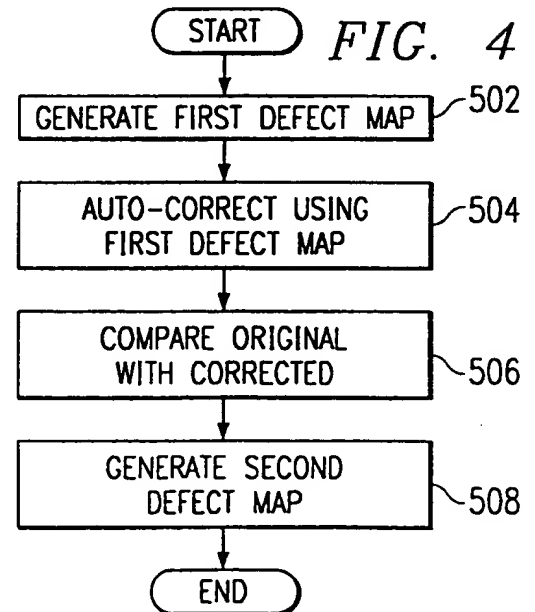 START
FIG. 4
GENERATE FIRST DEFECT MAP
502
AUTO-CORRECT USING
FIRST DEFECT MAP
504
COMPARE ORIGINAL
WITH CORRECTED
506
GENERATE SECOND
DEFECT MAP
508
END